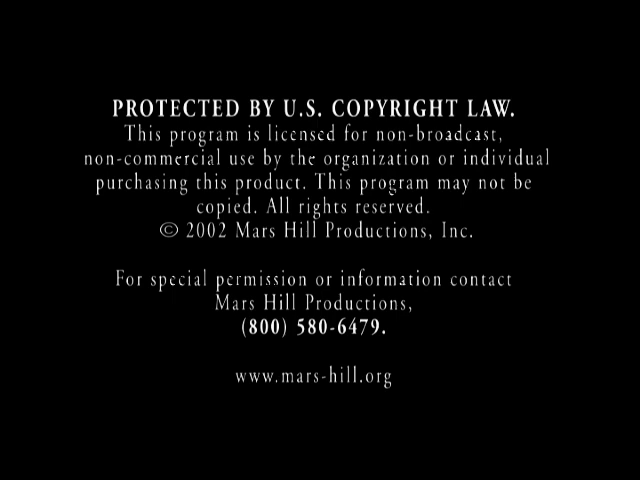 PROTECTED BY U.S. COPYRIGHT LAW.
This program is licensed for non-broadcast,
non-commercial use by the organization or individual
purchasing this product. This program may not be
copied. All rights reserved.
© 2002 Mars Hill Productions, Inc.
For special permission or information contact
Mars Hill Productions,
(800) 580-6479.
www.mars-hill.org